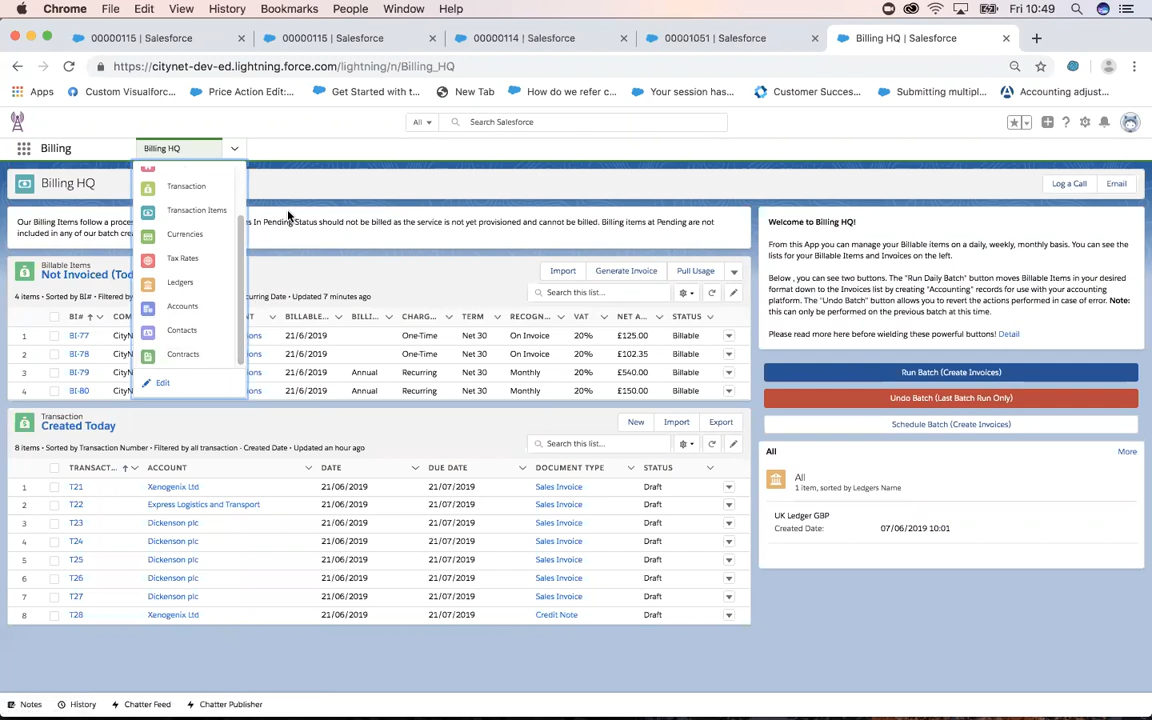 Chrome File Edit View History Bookmarks People Window Help Fri 10:49
00000115 | Salesforce 00000115 | Salesforce 00000114 | Salesforce 00001051 | Salesforce Billing HQ | Salesforce
https://citynet-dev-ed.lightning.force.com/lightning/n/Billing_HQ
Apps Custom Visualforc... Price Action Edit:... Get Started with t... New Tab How do we refer c... Your session has... Customer Succes... Submitting multipl... Accounting adjust...
All Search Salesforce
Billing Billing HQ
Billing HQ
Log a Call Email
Transaction
Transaction Items
Currencies
Tax Rates
Ledgers
Accounts
Contacts
Contracts
Edit
Our Billing Items follow a proce
In Pending Status should not be billed as the service is not yet provisioned and cannot be billed. Billing items at Pending are not
included in any of our batch cre
Billable Items
Not Invoiced (Tod
Import Generate Invoice Pull Usage
4 items • Sorted by BI# • Filtered b
curring Date • Updated 7 minutes ago
Search this list...
BI# BILLABLE... BILLI... CHARG... TERM RECOGN... VAT NET A... STATUS
1 BI-77 CityN 21/6/2019 One-Time Net 30 On Invoice 20% £125.00 Billable
2 BI-78 CityN 21/6/2019 One-Time Net 30 On Invoice 20% £102.35 Billable
3 BI-79 CityN 21/6/2019 Annual Recurring Net 30 Monthly 20% £540.00 Billable
4 BI-80 CityN 21/6/2019 Annual Recurring Net 30 Monthly 20% £150.00 Billable
Transaction
Created Today
New Import Export
8 items • Sorted by Transaction Number • Filtered by all transaction - Created Date • Updated an hour ago
Search this list...
TRANSACT... ACCOUNT DATE DUE DATE DOCUMENT TYPE STATUS
1 T21 Xenogenix Ltd 21/06/2019 21/07/2019 Sales Invoice Draft
2 T22 Express Logistics and Transport 21/06/2019 21/07/2019 Sales Invoice Draft
3 T23 Dickenson plc 21/06/2019 21/07/2019 Sales Invoice Draft
4 T24 Dickenson plc 21/06/2019 21/07/2019 Sales Invoice Draft
5 T25 Dickenson plc 21/06/2019 21/07/2019 Sales Invoice Draft
6 T26 Dickenson plc 21/06/2019 21/07/2019 Sales Invoice Draft
7 T27 Dickenson plc 21/06/2019 21/07/2019 Sales Invoice Draft
8 T28 Xenogenix Ltd 21/06/2019 21/07/2019 Credit Note Draft
Welcome to Billing HQ!
From this App you can manage your Billable items on a daily, weekly, monthly basis. You can see the
lists for your Billable Items and Invoices on the left.
Below , you can see two buttons. The "Run Daily Batch" button moves Billable Items in your desired
format down to the Invoices list by creating "Accounting" records for use with your accounting
platform. The "Undo Batch" button allows you to revert the actions performed in case of error. Note:
this can only be performed on the previous batch at this time.
Please read more here before wielding these powerful buttons! Detail
Run Batch (Create Invoices)
Undo Batch (Last Batch Run Only)
Schedule Batch (Create Invoices)
All More
All
1 item, sorted by Ledgers Name
UK Ledger GBP
Created Date: 07/06/2019 10:01
Notes History Chatter Feed Chatter Publisher